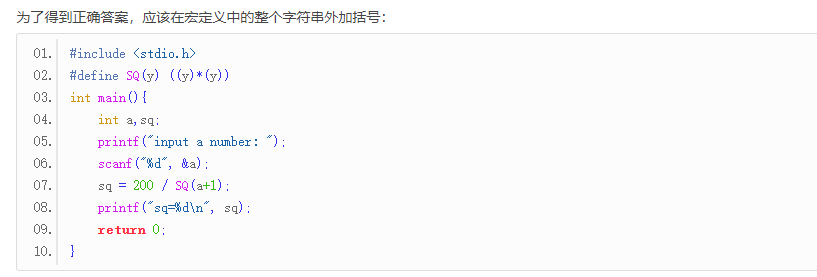 为了得到正确答案，应该在宏定义中的整个字符串外加括号：
01. #include <stdio.h>
02. #define SQ(y) ((y)*(y))
03. int main(){
04. int a,sq;
05. printf("input a number: ");
06. scanf("%d", &a);
07. sq = 200 / SQ(a+1);
08. printf("sq=%d\n", sq);
09. return 0;
10. }